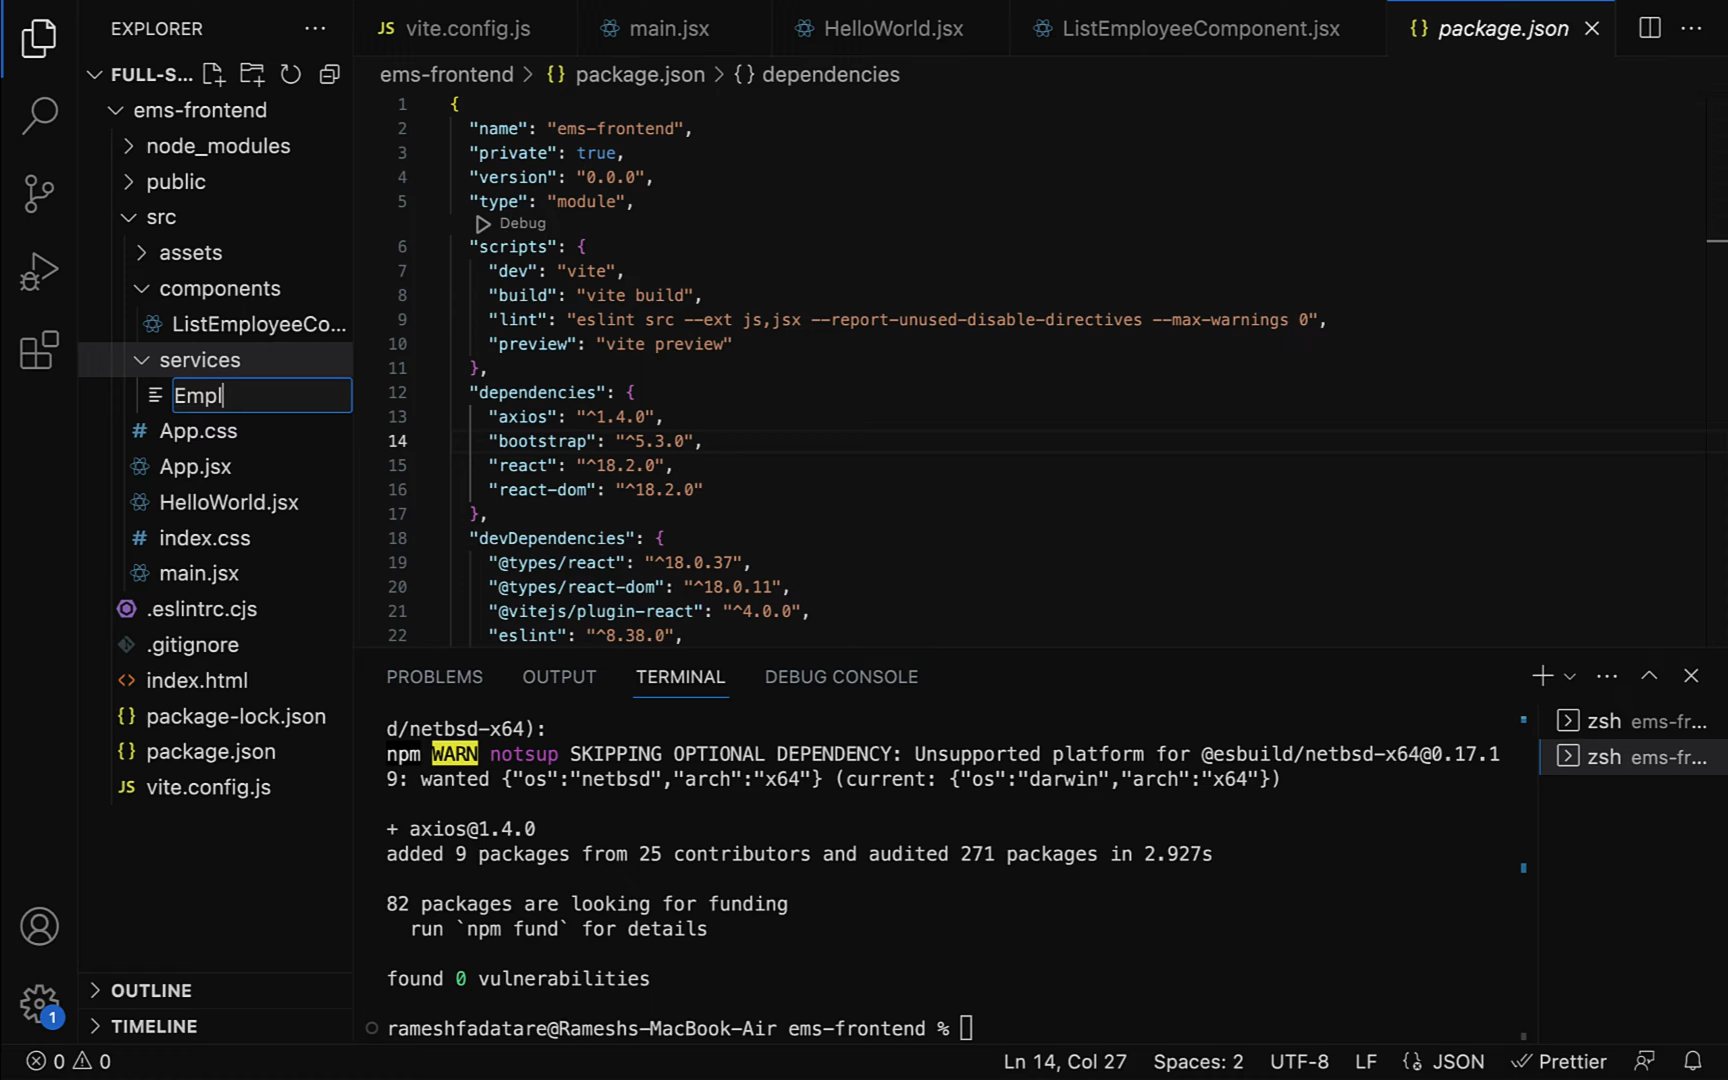 EXPLORER
FULL-S...
ems-frontend
node_modules
public
src
assets
components
ListEmployeeCo...
services
Empl
App.css
App.jsx
HelloWorld.jsx
index.css
main.jsx
.eslintrc.cjs
.gitignore
index.html
package-lock.json
package.json
vite.config.js
OUTLINE
TIMELINE
1
JS vite.config.js
main.jsx
HelloWorld.jsx
ListEmployeeComponent.jsx
{} package.json
ems-frontend > {} package.json > {} dependencies
1 {
2 "name": "ems-frontend",
3 "private": true,
4 "version": "0.0.0",
5 "type": "module",
Debug
6 "scripts": {
7 "dev": "vite",
8 "build": "vite build",
9 "lint": "eslint src --ext js,jsx --report-unused-disable-directives --max-warnings 0",
10 "preview": "vite preview"
11 },
12 "dependencies": {
13 "axios": "^1.4.0",
14 "bootstrap": "^5.3.0",
15 "react": "^18.2.0",
16 "react-dom": "^18.2.0"
17 },
18 "devDependencies": {
19 "@types/react": "^18.0.37",
20 "@types/react-dom": "^18.0.11",
21 "@vitejs/plugin-react": "^4.0.0",
22 "eslint": "^8.38.0",
PROBLEMS OUTPUT TERMINAL DEBUG CONSOLE
d/netbsd-x64):
npm WARN notsup SKIPPING OPTIONAL DEPENDENCY: Unsupported platform for @esbuild/netbsd-x64@0.17.1
9: wanted {"os":"netbsd","arch":"x64"} (current: {"os":"darwin","arch":"x64"})
+ axios@1.4.0
added 9 packages from 25 contributors and audited 271 packages in 2.927s
82 packages are looking for funding
run `npm fund` for details
found 0 vulnerabilities
rameshfadatare@Rameshs-MacBook-Air ems-frontend %
zsh ems-fr...
zsh ems-fr...
0 0
Ln 14, Col 27 Spaces: 2 UTF-8 LF {} JSON Prettier